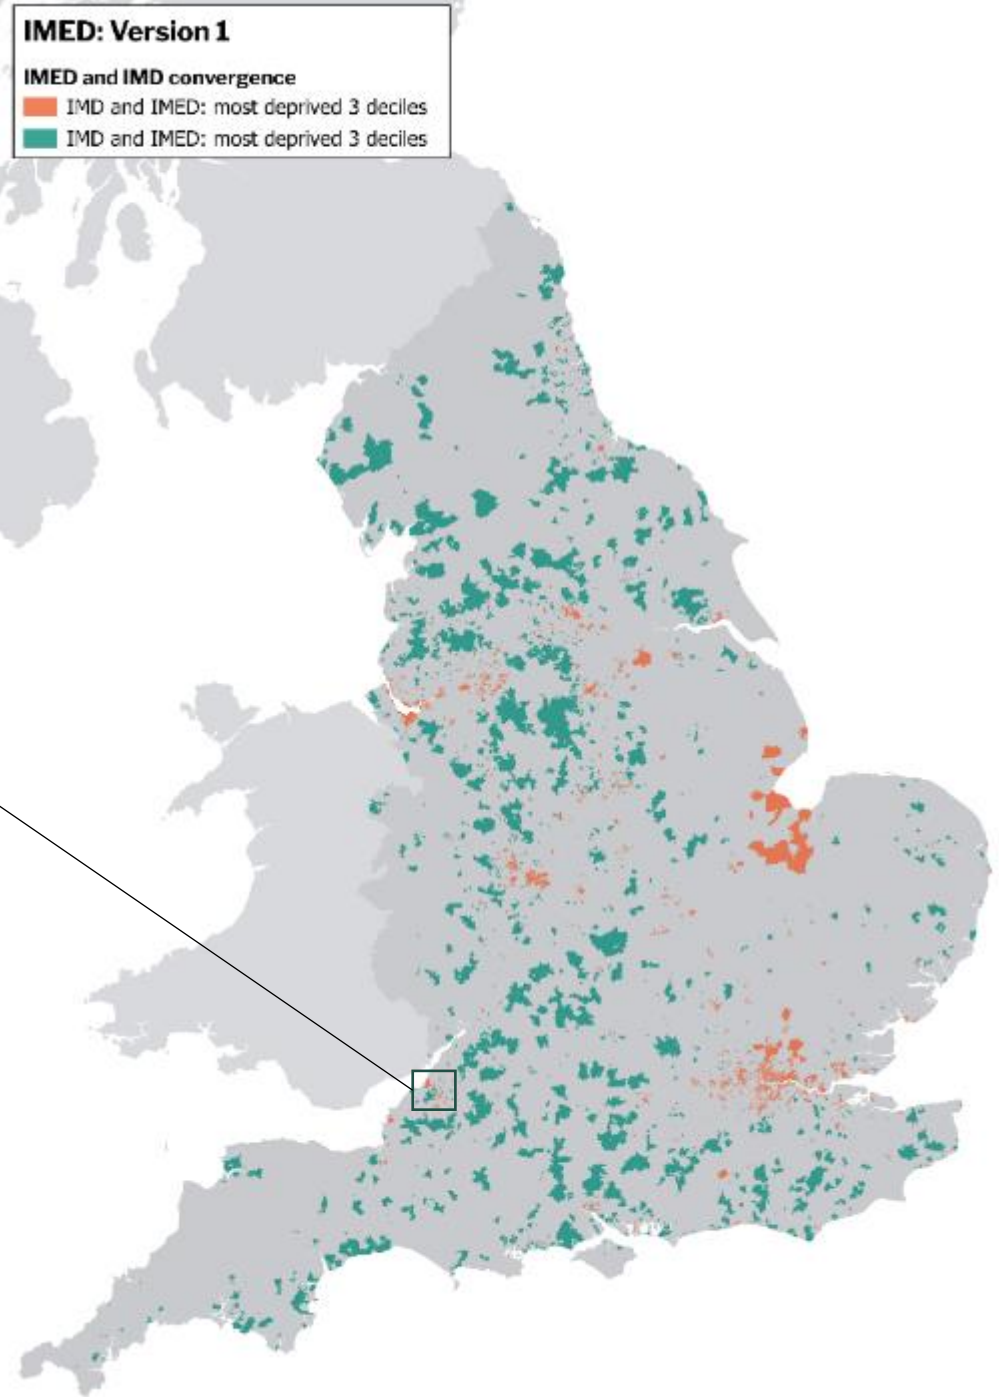 IMED: Version 1
IMED and IMD convergence
IMD and IMED: most deprived 3 deciles
IMD and IMED: most deprived 3 deciles